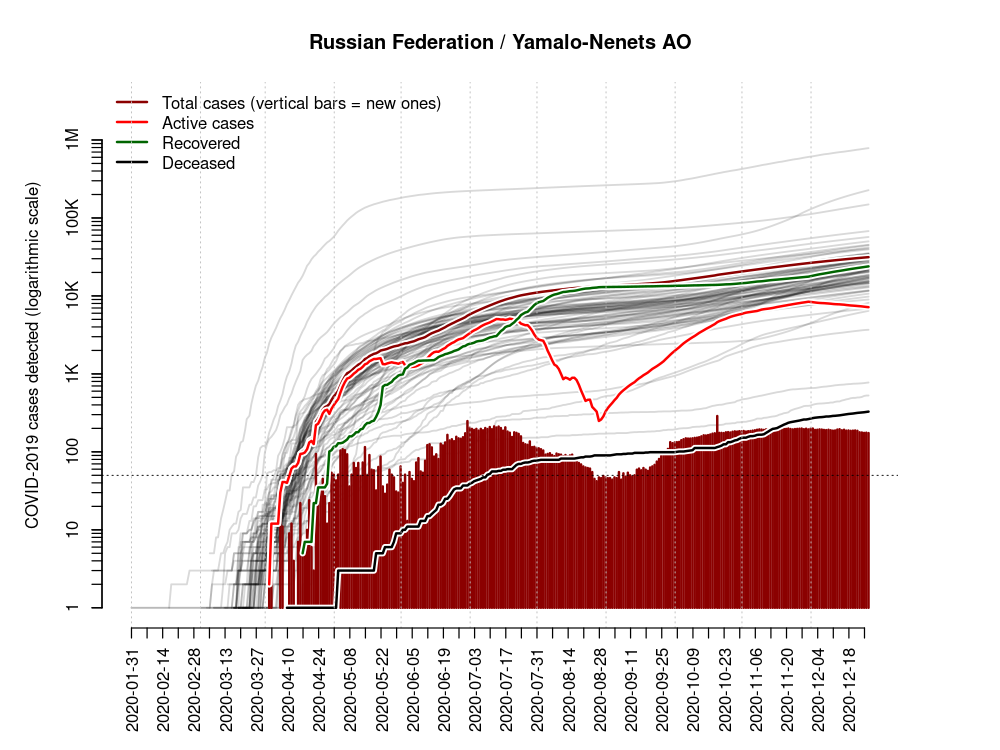 Russian Federation / Yamalo-Nenets AO
Total cases (vertical bars = new ones)
Active cases
Recovered
Deceased
COVID-2019 cases detected (logarithmic scale)
1M
100K
10K
1K
100
10
1
2020-01-31
2020-02-14
2020-02-28
2020-03-13
2020-03-27
2020-04-10
2020-04-24
2020-05-08
2020-05-22
2020-06-05
2020-06-19
2020-07-03
2020-07-17
2020-07-31
2020-08-14
2020-08-28
2020-09-11
2020-09-25
2020-10-09
2020-10-23
2020-11-06
2020-11-20
2020-12-04
2020-12-18